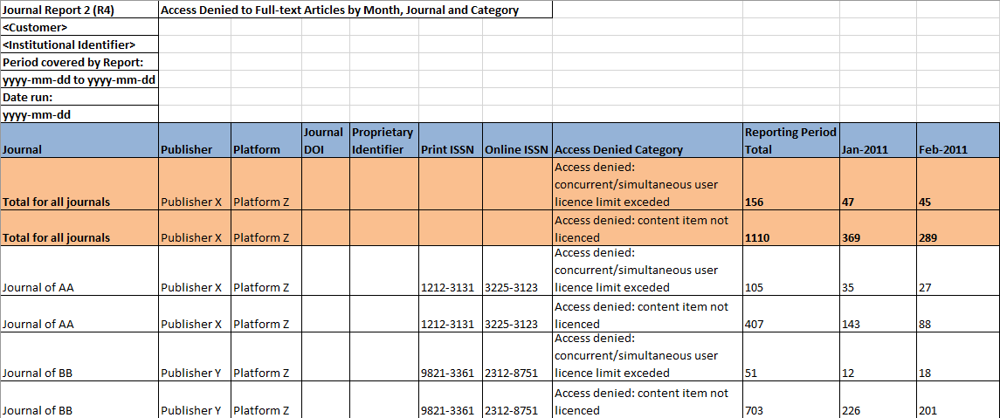 Journal Report 2 (R4) Access Denied to Full-text Articles by Month, Journal and Category
<Customer>
<Institutional Identifier>
Period covered by Report:
yyyy-mm-dd to yyyy-mm-dd
Date run:
yyyy-mm-dd
Journal Publisher Platform Journal DOI Proprietary Identifier Print ISSN Online ISSN Access Denied Category Reporting Period Total Jan-2011 Feb-2011
Total for all journals Publisher X Platform Z Access denied: concurrent/simultaneous user licence limit exceded 156 47 45
Total for all journals Publisher X Platform Z Access denied: content item not licenced 1110 369 289
Journal of AA Publisher X Platform Z 1212-3131 3225-3123 Access denied: concurrent/simultaneous user licence limit exceded 105 35 27
Journal of AA Publisher X Platform Z 1212-3131 3225-3123 Access denied: content item not licenced 407 143 88
Journal of BB Publisher Y Platform Z 9821-3361 2312-8751 Access denied: concurrent/simultaneous user licence limit exceded 51 12 18
Journal of BB Publisher Y Platform Z 9821-3361 2312-8751 Access denied: content item not licenced 703 226 201